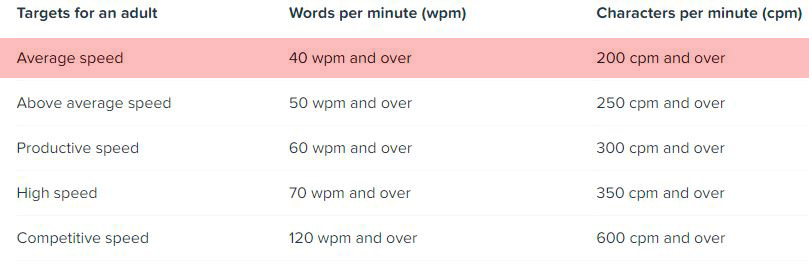 Targets for an adult Words per minute (wpm) Characters per minute (cpm)
Average speed 40 wpm and over 200 cpm and over
Above average speed 50 wpm and over 250 cpm and over
Productive speed 60 wpm and over 300 cpm and over
High speed 70 wpm and over 350 cpm and over
Competitive speed 120 wpm and over 600 cpm and over